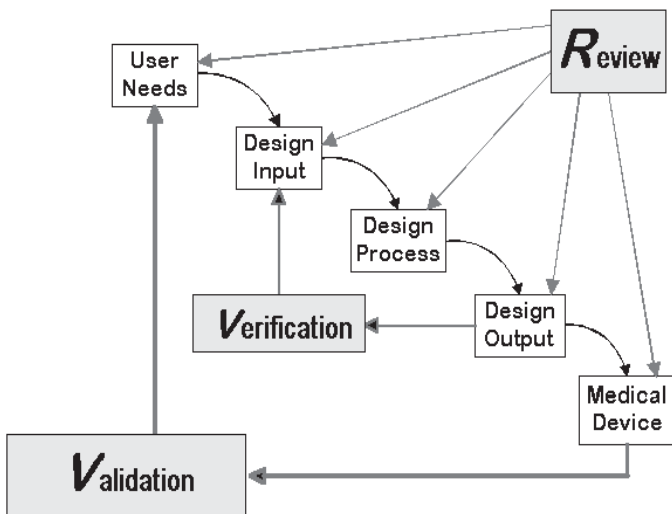 Review
User
Needs
Design
Input
Design
Process
Verification
Design
Output
Medical
Device
Validation